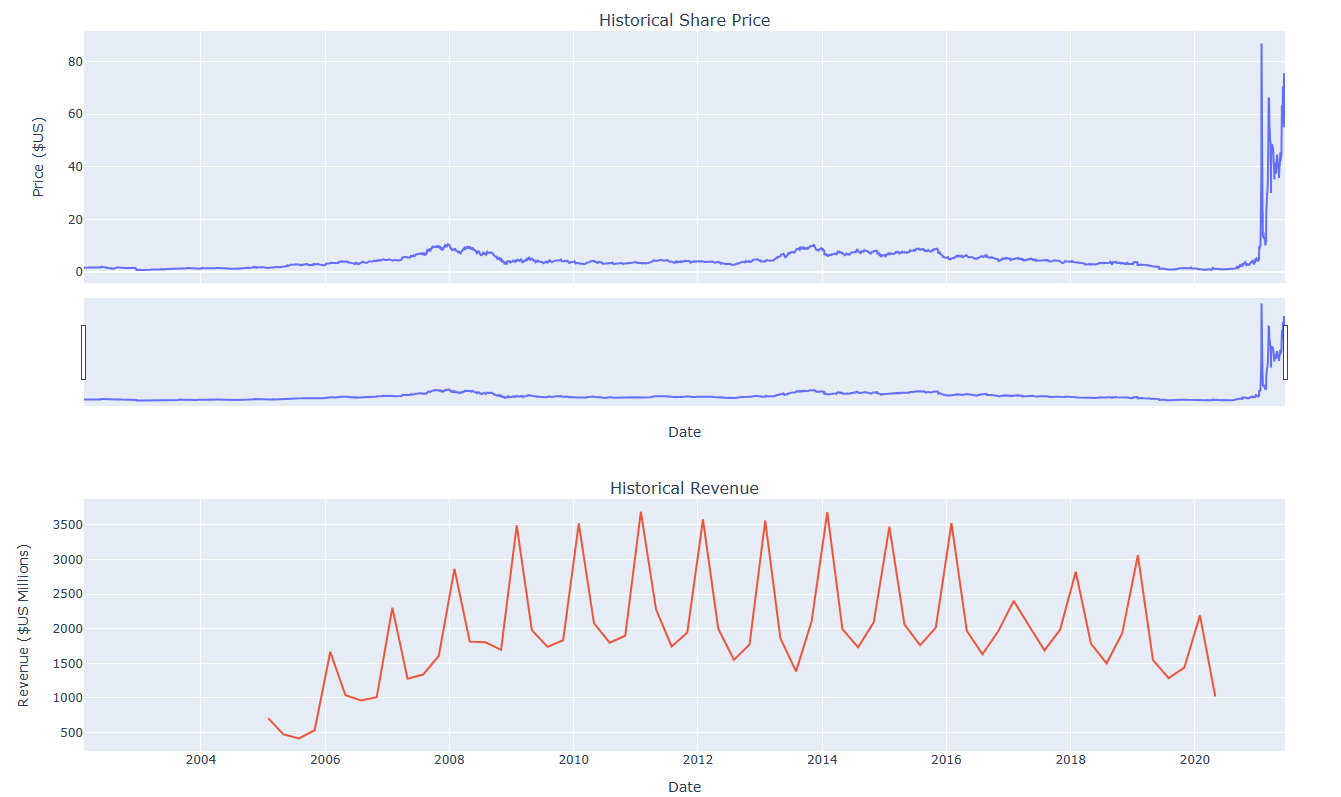 Historical Share Price
Price ($US)
80
60
40
20
0
Date
Historical Revenue
Revenue ($US Millions)
3500
3000
2500
2000
1500
1000
500
2004 2006 2008 2010 2012 2014 2016 2018 2020
Date